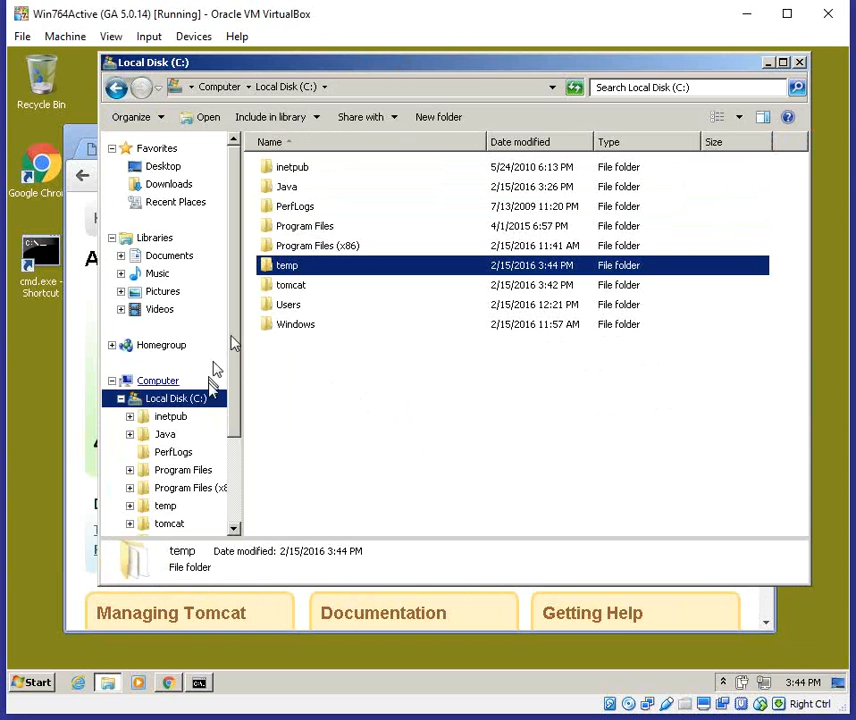 Win764Active (GA 5.0.14) [Running] - Oracle VM VirtualBox
File Machine View Input Devices Help
Recycle Bin
Google Chro
cmd.exe -
Shortcut
Local Disk (C:)
Computer Local Disk (C:)
Search Local Disk (C:)
Organize Open Include in library Share with New folder
Favorites
Desktop
Downloads
Recent Places
Libraries
Documents
Music
Pictures
Videos
Homegroup
Computer
Local Disk (C:)
inetpub
Java
PerfLogs
Program Files
Program Files (x8
temp
tomcat
Name Date modified Type Size
inetpub 5/24/2010 6:13 PM File folder
Java 2/15/2016 3:26 PM File folder
PerfLogs 7/13/2009 11:20 PM File folder
Program Files 4/1/2015 6:57 PM File folder
Program Files (x86) 2/15/2016 11:41 AM File folder
temp 2/15/2016 3:44 PM File folder
tomcat 2/15/2016 3:42 PM File folder
Users 2/15/2016 12:21 PM File folder
Windows 2/15/2016 11:57 AM File folder
temp Date modified: 2/15/2016 3:44 PM
File folder
Managing Tomcat Documentation Getting Help
Start 3:44 PM
Right Ctrl